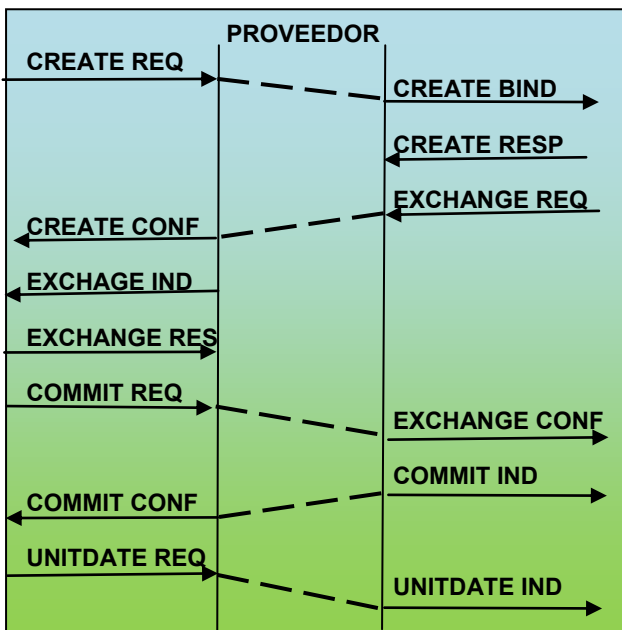 PROVEEDOR
CREATE REQ
CREATE BIND
CREATE RESP
EXCHANGE REQ
CREATE CONF
EXCHAGE IND
EXCHANGE RES
COMMIT REQ
EXCHANGE CONF
COMMIT IND
COMMIT CONF
UNITDATE REQ
UNITDATE IND